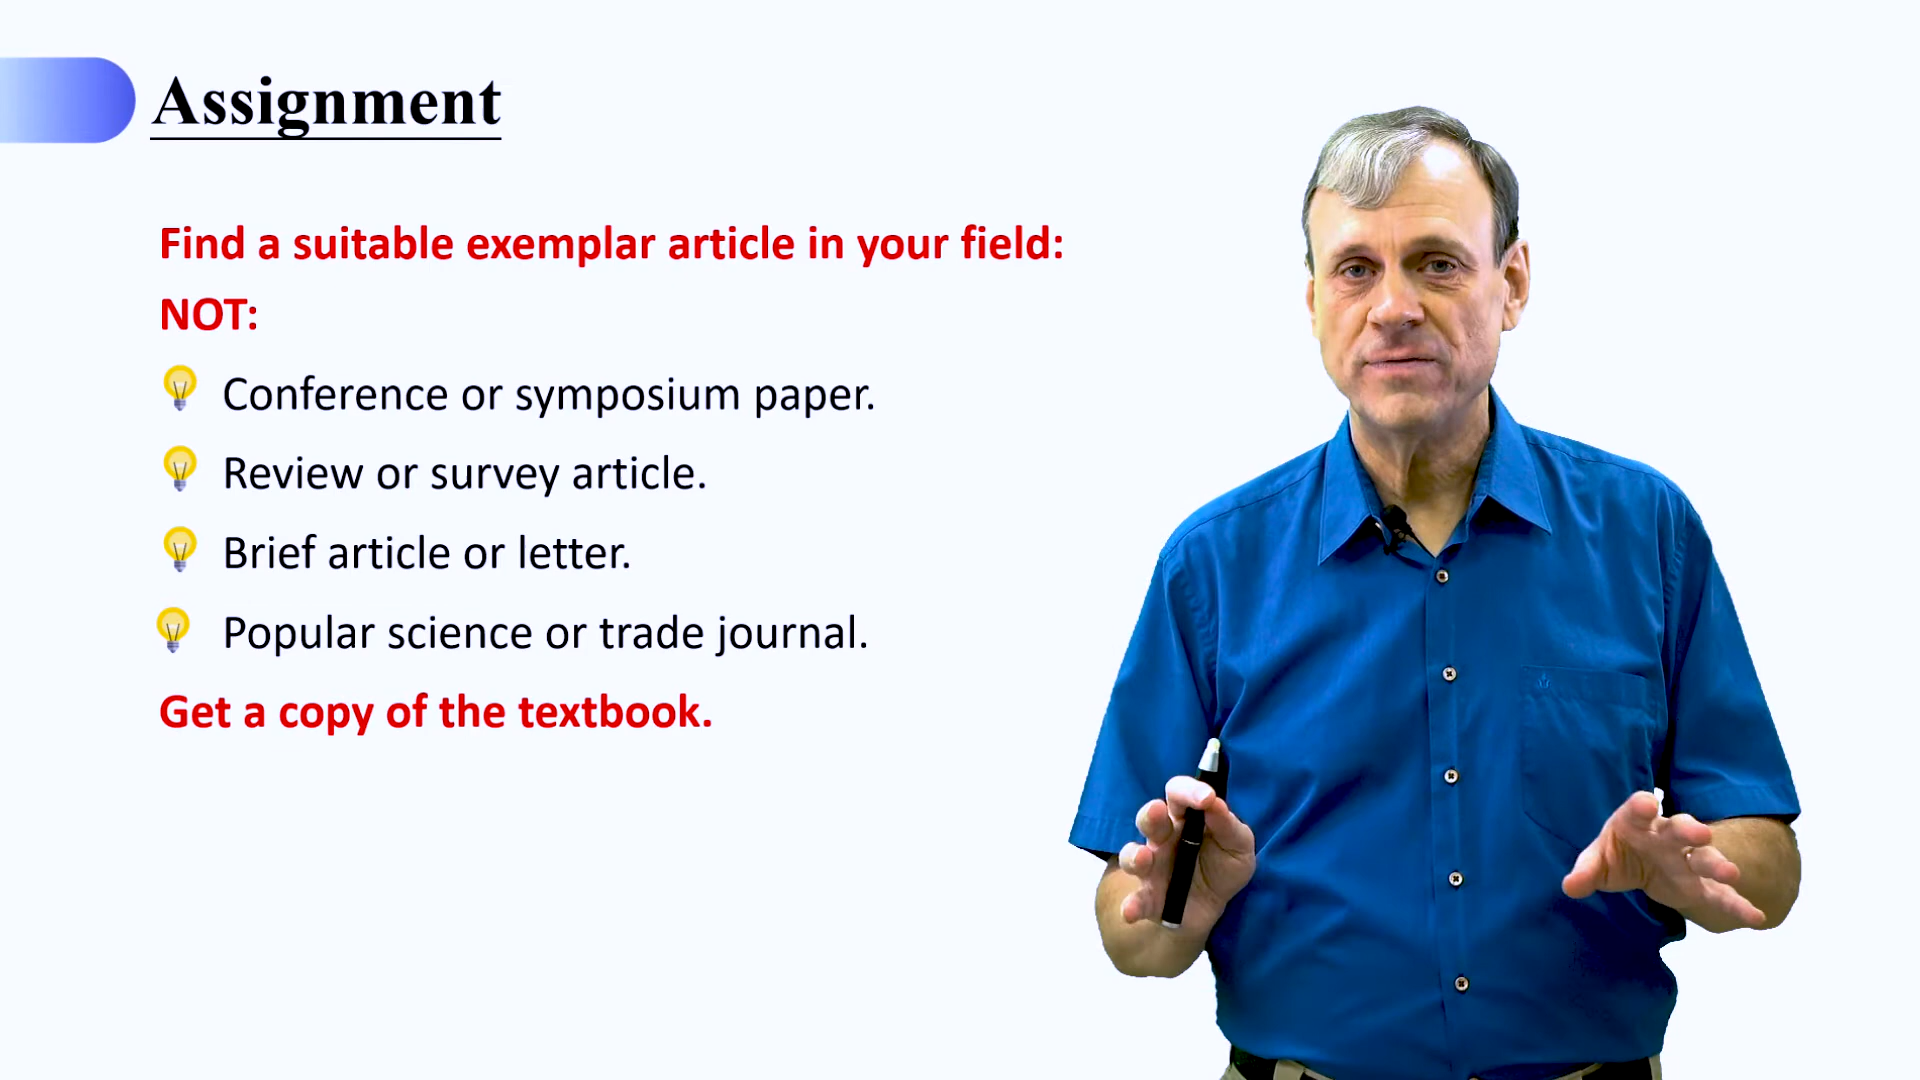 Assignment
Find a suitable exemplar article in your field:
NOT:
Conference or symposium paper.
Review or survey article.
Brief article or letter.
Popular science or trade journal.
Get a copy of the textbook.